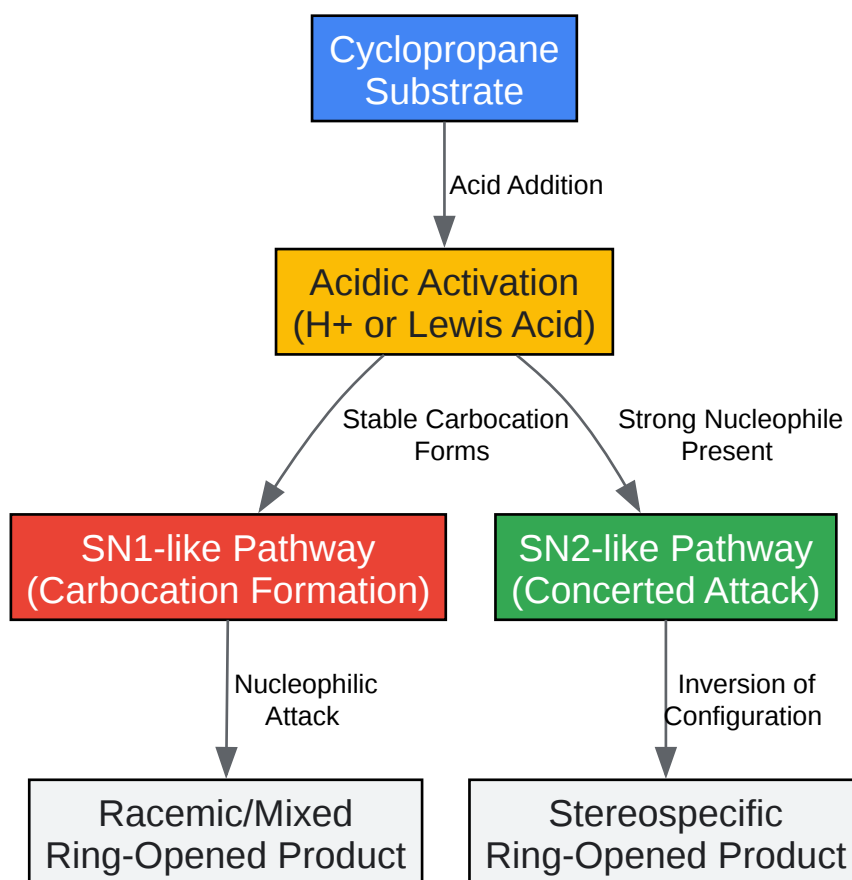 Cyclopropane
Substrate
Acid Addition
Acidic Activation
(H+ or Lewis Acid)
Stable Carbocation
Forms
Strong Nucleophile
Present
SN1-like Pathway
(Carbocation Formation)
SN2-like Pathway
(Concerted Attack)
Nucleophilic
Attack
Inversion of
Configuration
Racemic/Mixed
Ring-Opened Product
Stereospecific
Ring-Opened Product